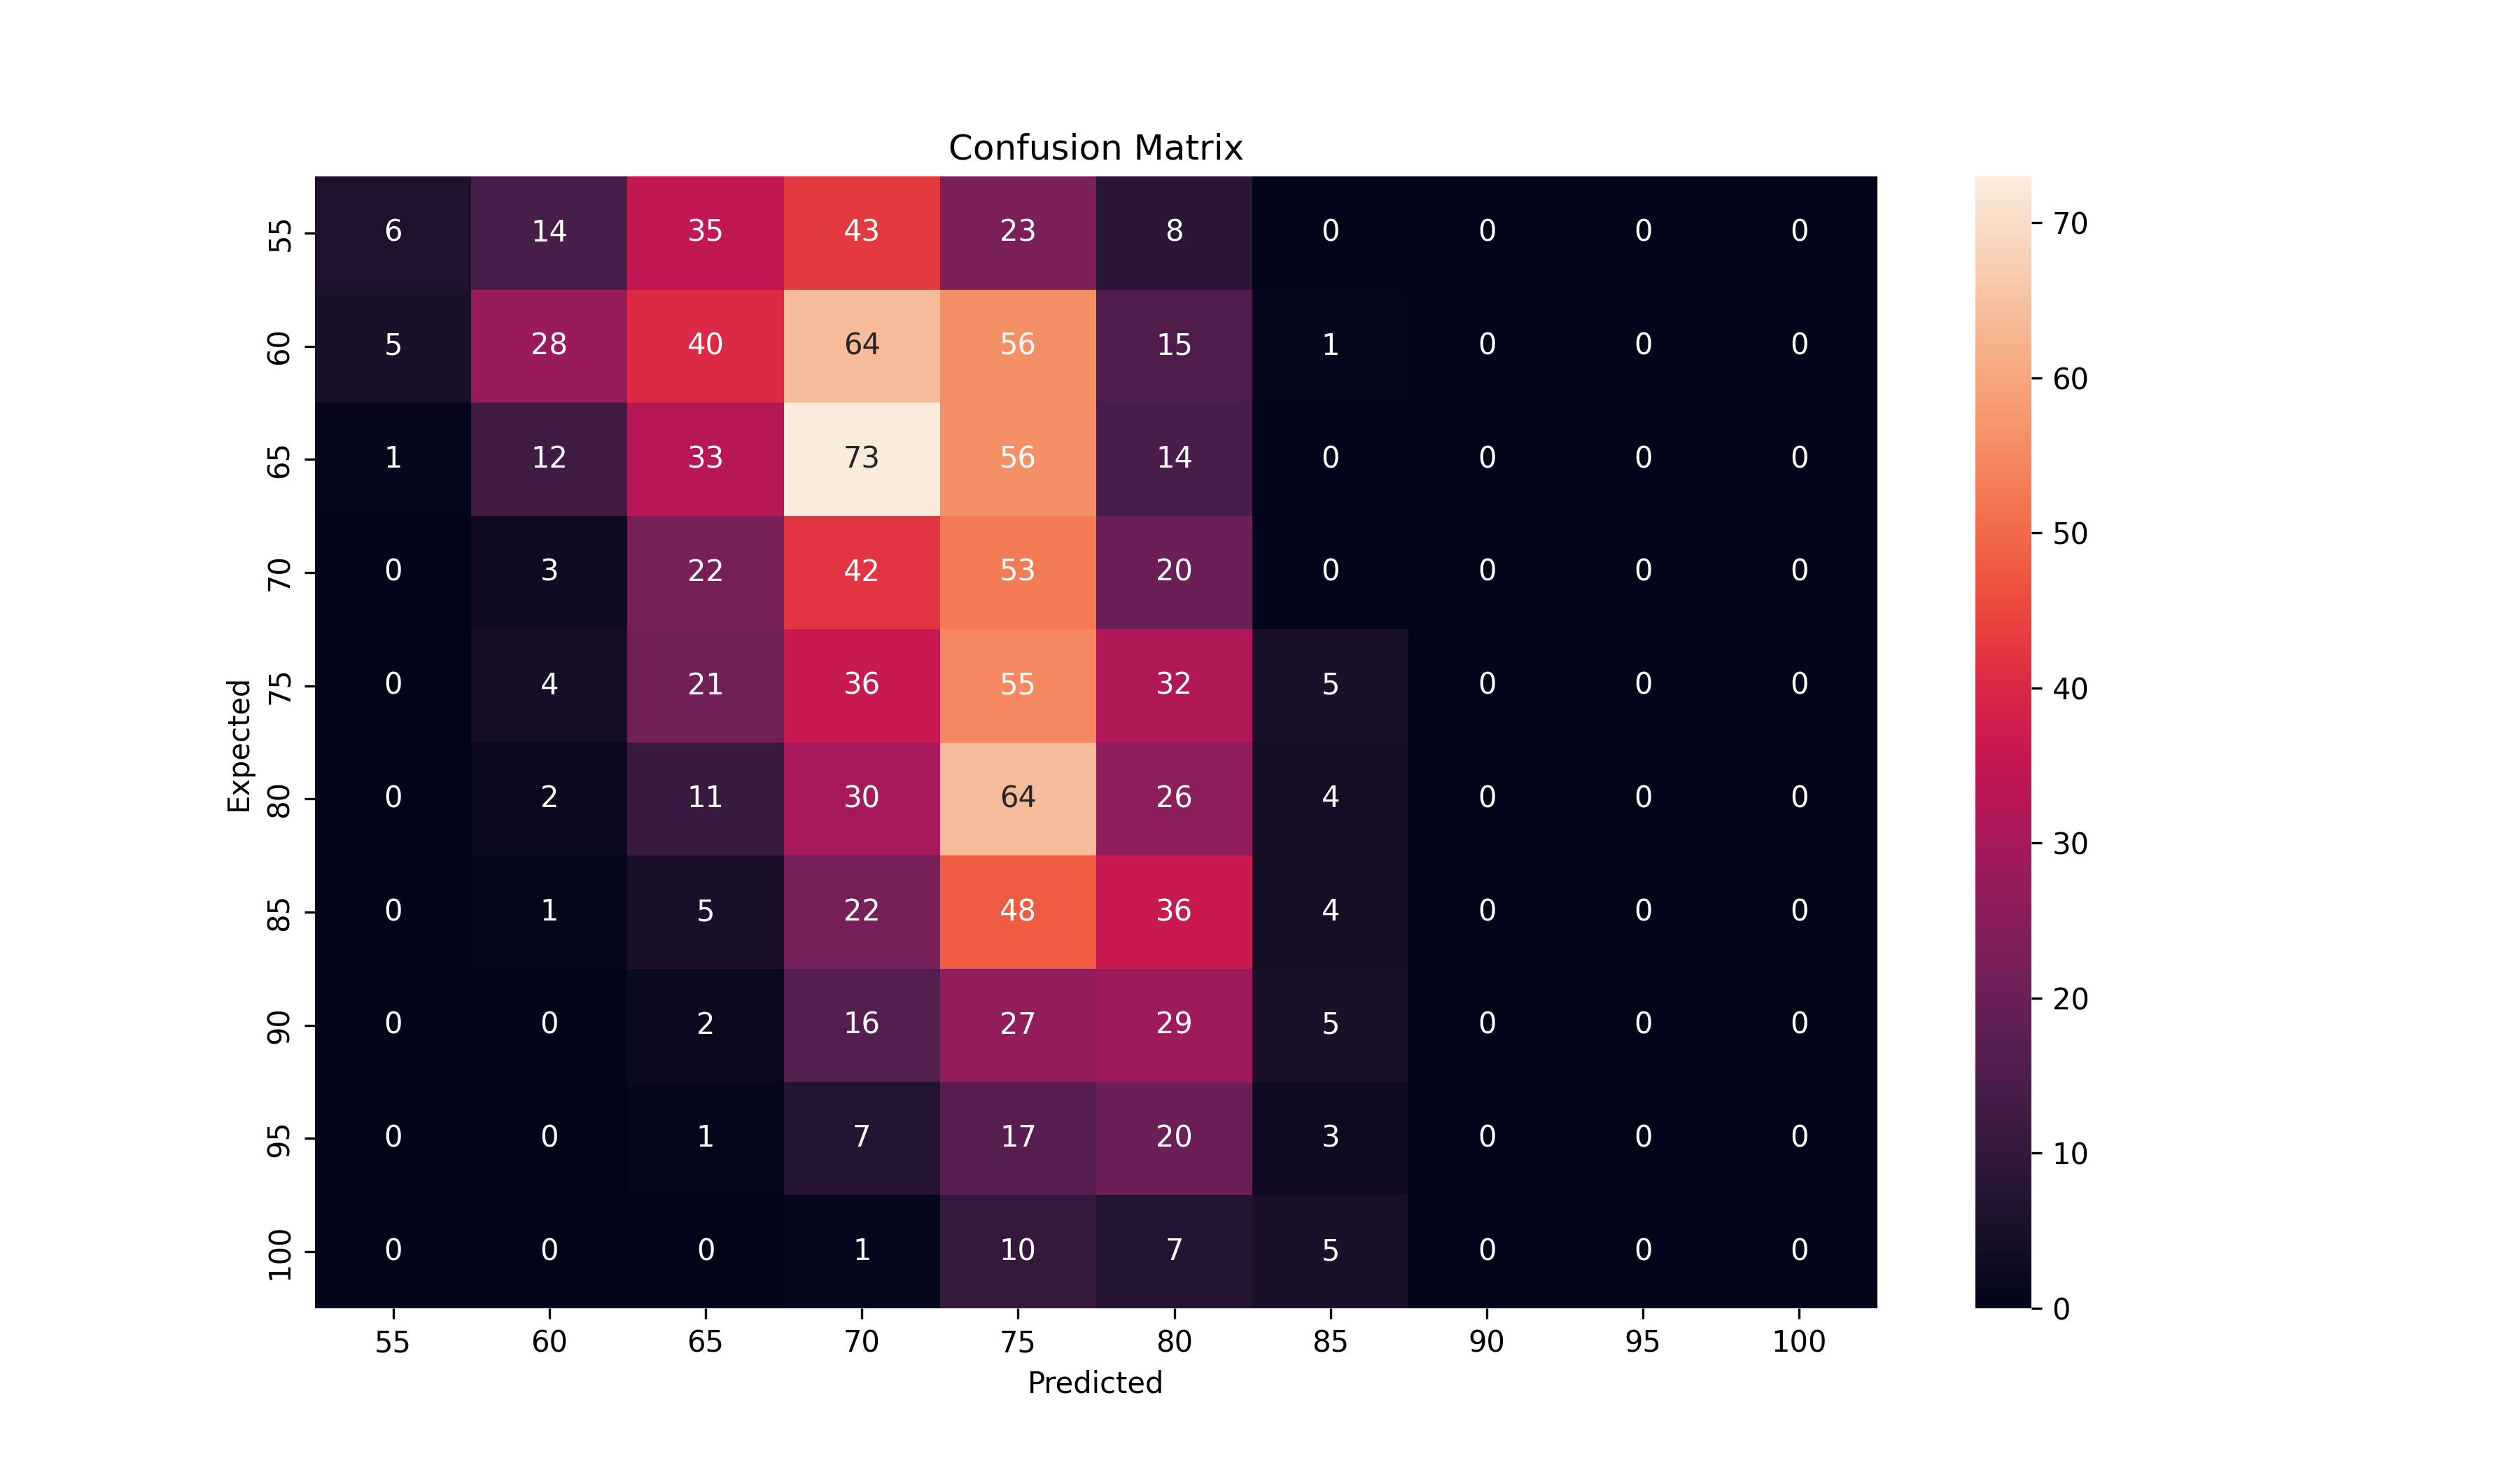 Confusion Matrix
55 6 14 35 43 23 8 0 0 0 0
60 5 28 40 64 56 15 1 0 0 0
65 1 12 33 73 56 14 0 0 0 0
70 0 3 22 42 53 20 0 0 0 0
75 0 4 21 36 55 32 5 0 0 0
80 0 2 11 30 64 26 4 0 0 0
85 0 1 5 22 48 36 4 0 0 0
90 0 0 2 16 27 29 5 0 0 0
95 0 0 1 7 17 20 3 0 0 0
100 0 0 0 1 10 7 5 0 0 0
55 60 65 70 75 80 85 90 95 100
Predicted
Expected
70
60
50
40
30
20
10
0